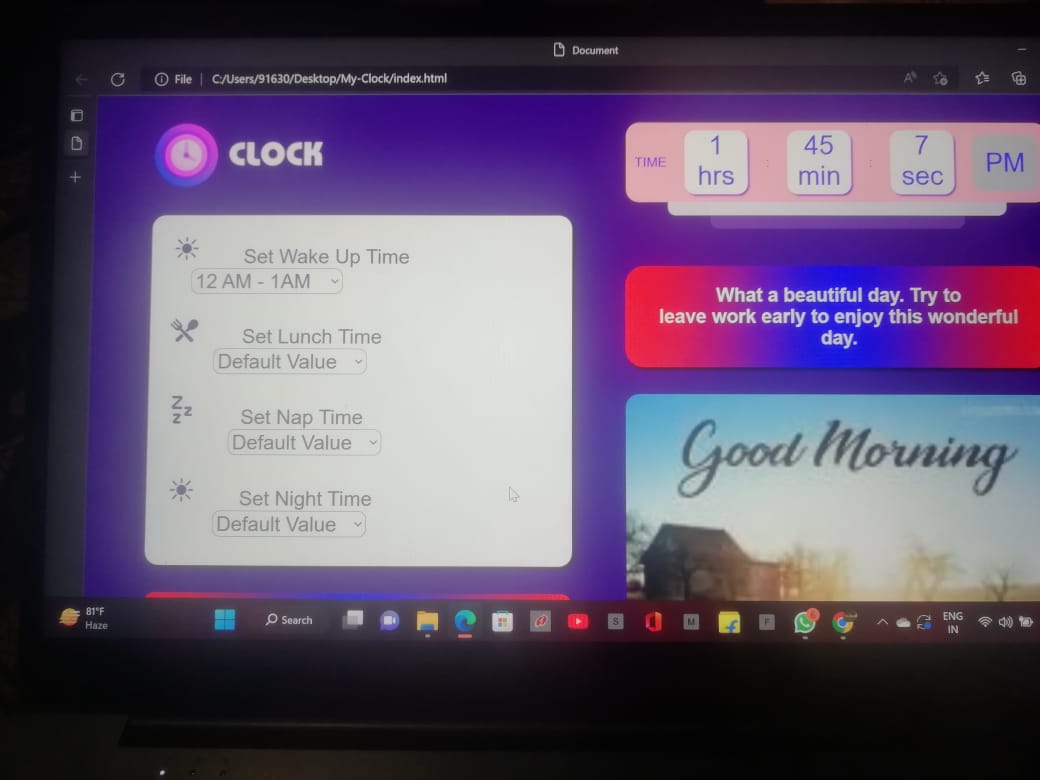 Document
File
C:/Users/91630/Desktop/My-Clock/index.html
CLOCK
TIME
1
hrs
:
45
min
:
7
sec
PM
Set Wake Up Time
12 AM - 1AM
Set Lunch Time
Default Value
Set Nap Time
Default Value
Set Night Time
Default Value
What a beautiful day. Try to
leave work early to enjoy this wonderful
day.
Good Morning
81°F
Haze
Search
S
M
F
ENG
IN